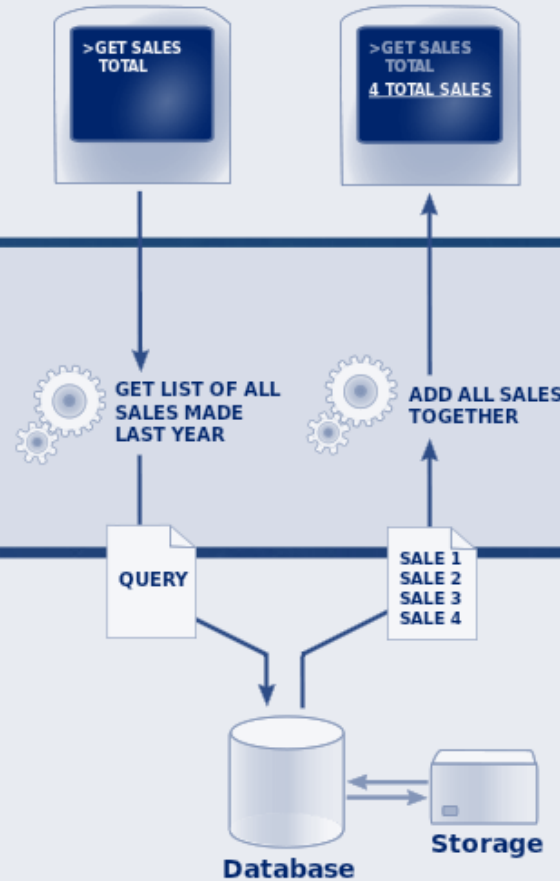 >GET SALES
TOTAL
>GET SALES
TOTAL
4 TOTAL SALES
GET LIST OF ALL
SALES MADE
LAST YEAR
ADD ALL SALES
TOGETHER
QUERY
SALE 1
SALE 2
SALE 3
SALE 4
Storage
Database